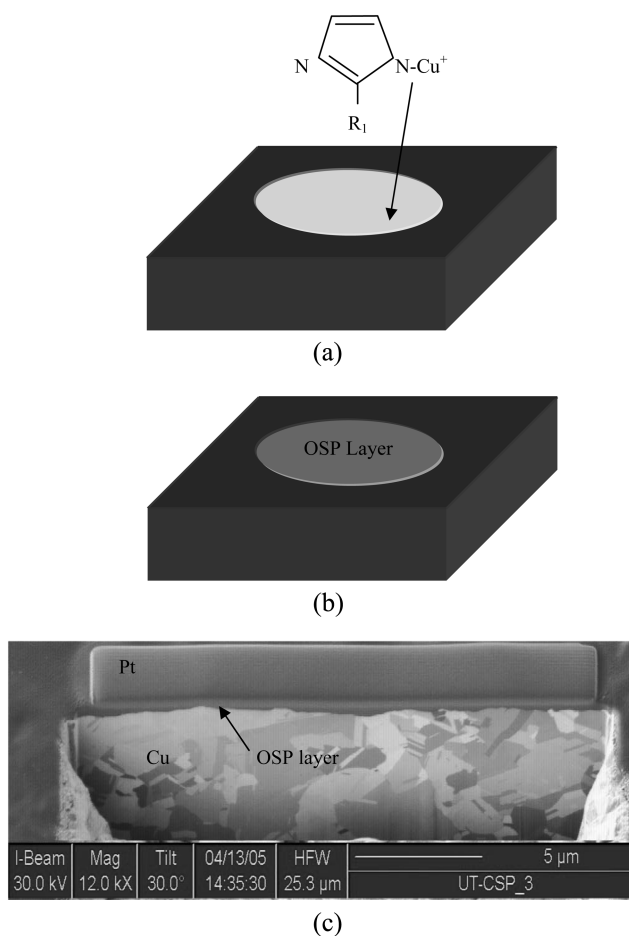 N
N-Cu⁺
R₁
(a)
OSP Layer
(b)
Pt
Cu
OSP layer
I-Beam Mag Tilt 04/13/05 HFW 5 µm
30.0 kV 12.0 kX 30.0° 14:35:30 25.3 µm UT-CSP_3
(c)